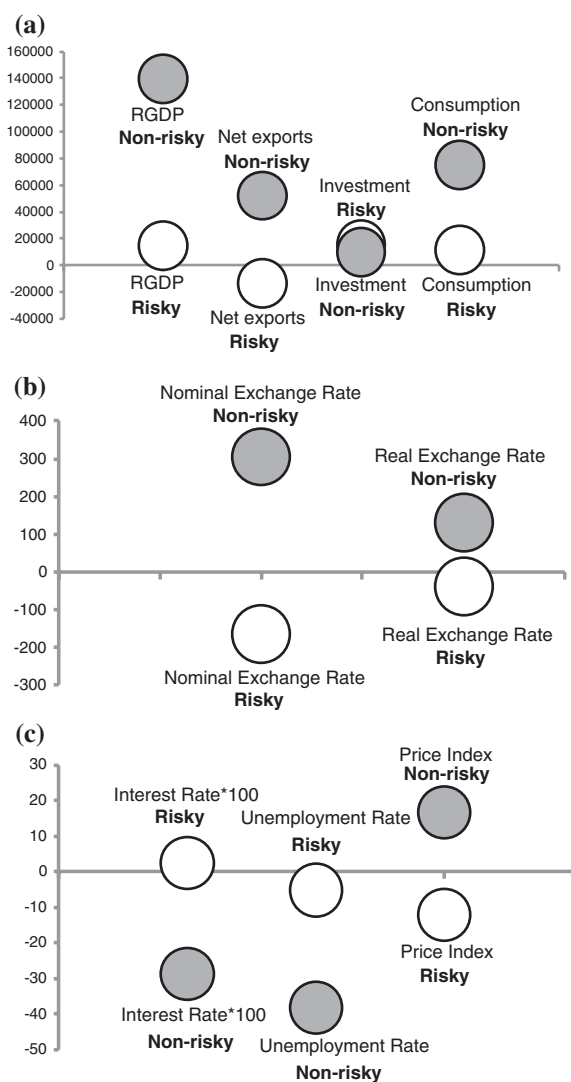 (a)
160000
140000
120000
100000
80000
60000
40000
20000
0
-20000
-40000
RGDP
Non-risky
Net exports
Non-risky
Investment
Risky
Consumption
Non-risky
RGDP
Risky
Net exports
Risky
Investment
Non-risky
Consumption
Risky
(b)
400
300
200
100
0
-100
-200
-300
Nominal Exchange Rate
Non-risky
Real Exchange Rate
Non-risky
Nominal Exchange Rate
Risky
Real Exchange Rate
Risky
(c)
30
20
10
0
-10
-20
-30
-40
-50
Interest Rate*100
Risky
Unemployment Rate
Risky
Price Index
Non-risky
Interest Rate*100
Non-risky
Unemployment Rate
Non-risky
Price Index
Risky